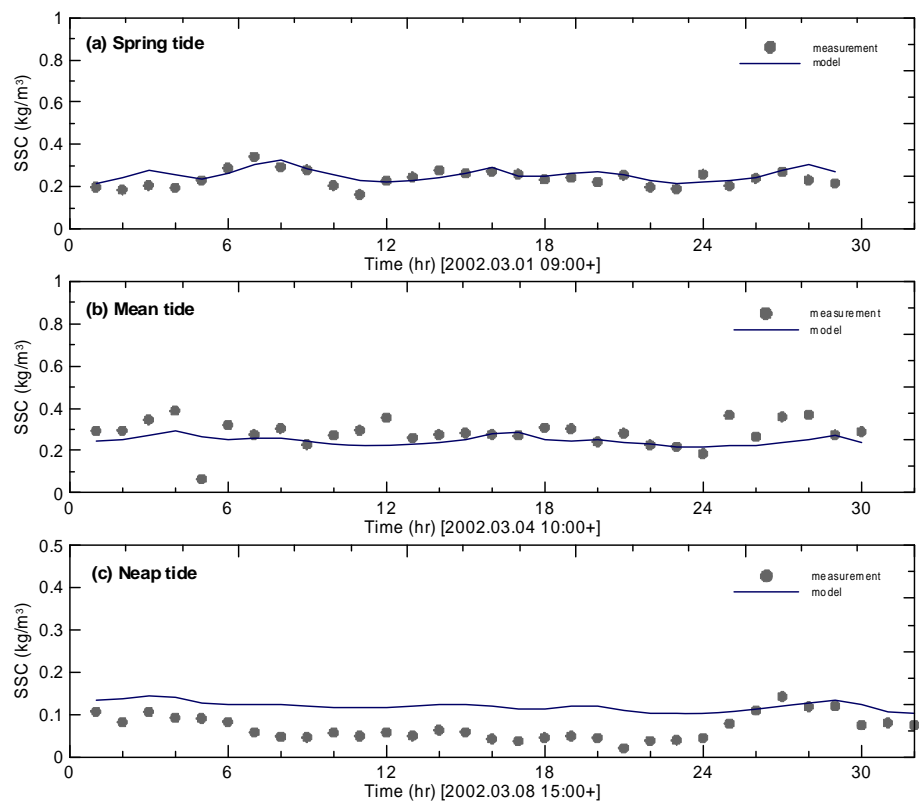 1
(a) Spring tide
measurement
model
0.8
0.6
SSC (kg/m³)
0.4
0.2
0
0 6 12 18 24 30
Time (hr) [2002.03.01 09:00+]
1
(b) Mean tide
measurement
model
0.8
0.6
SSC (kg/m³)
0.4
0.2
0
0 6 12 18 24 30
Time (hr) [2002.03.04 10:00+]
0.5
(c) Neap tide
measurement
model
0.4
0.3
SSC (kg/m³)
0.2
0.1
0
0 6 12 18 24 30
Time (hr) [2002.03.08 15:00+]